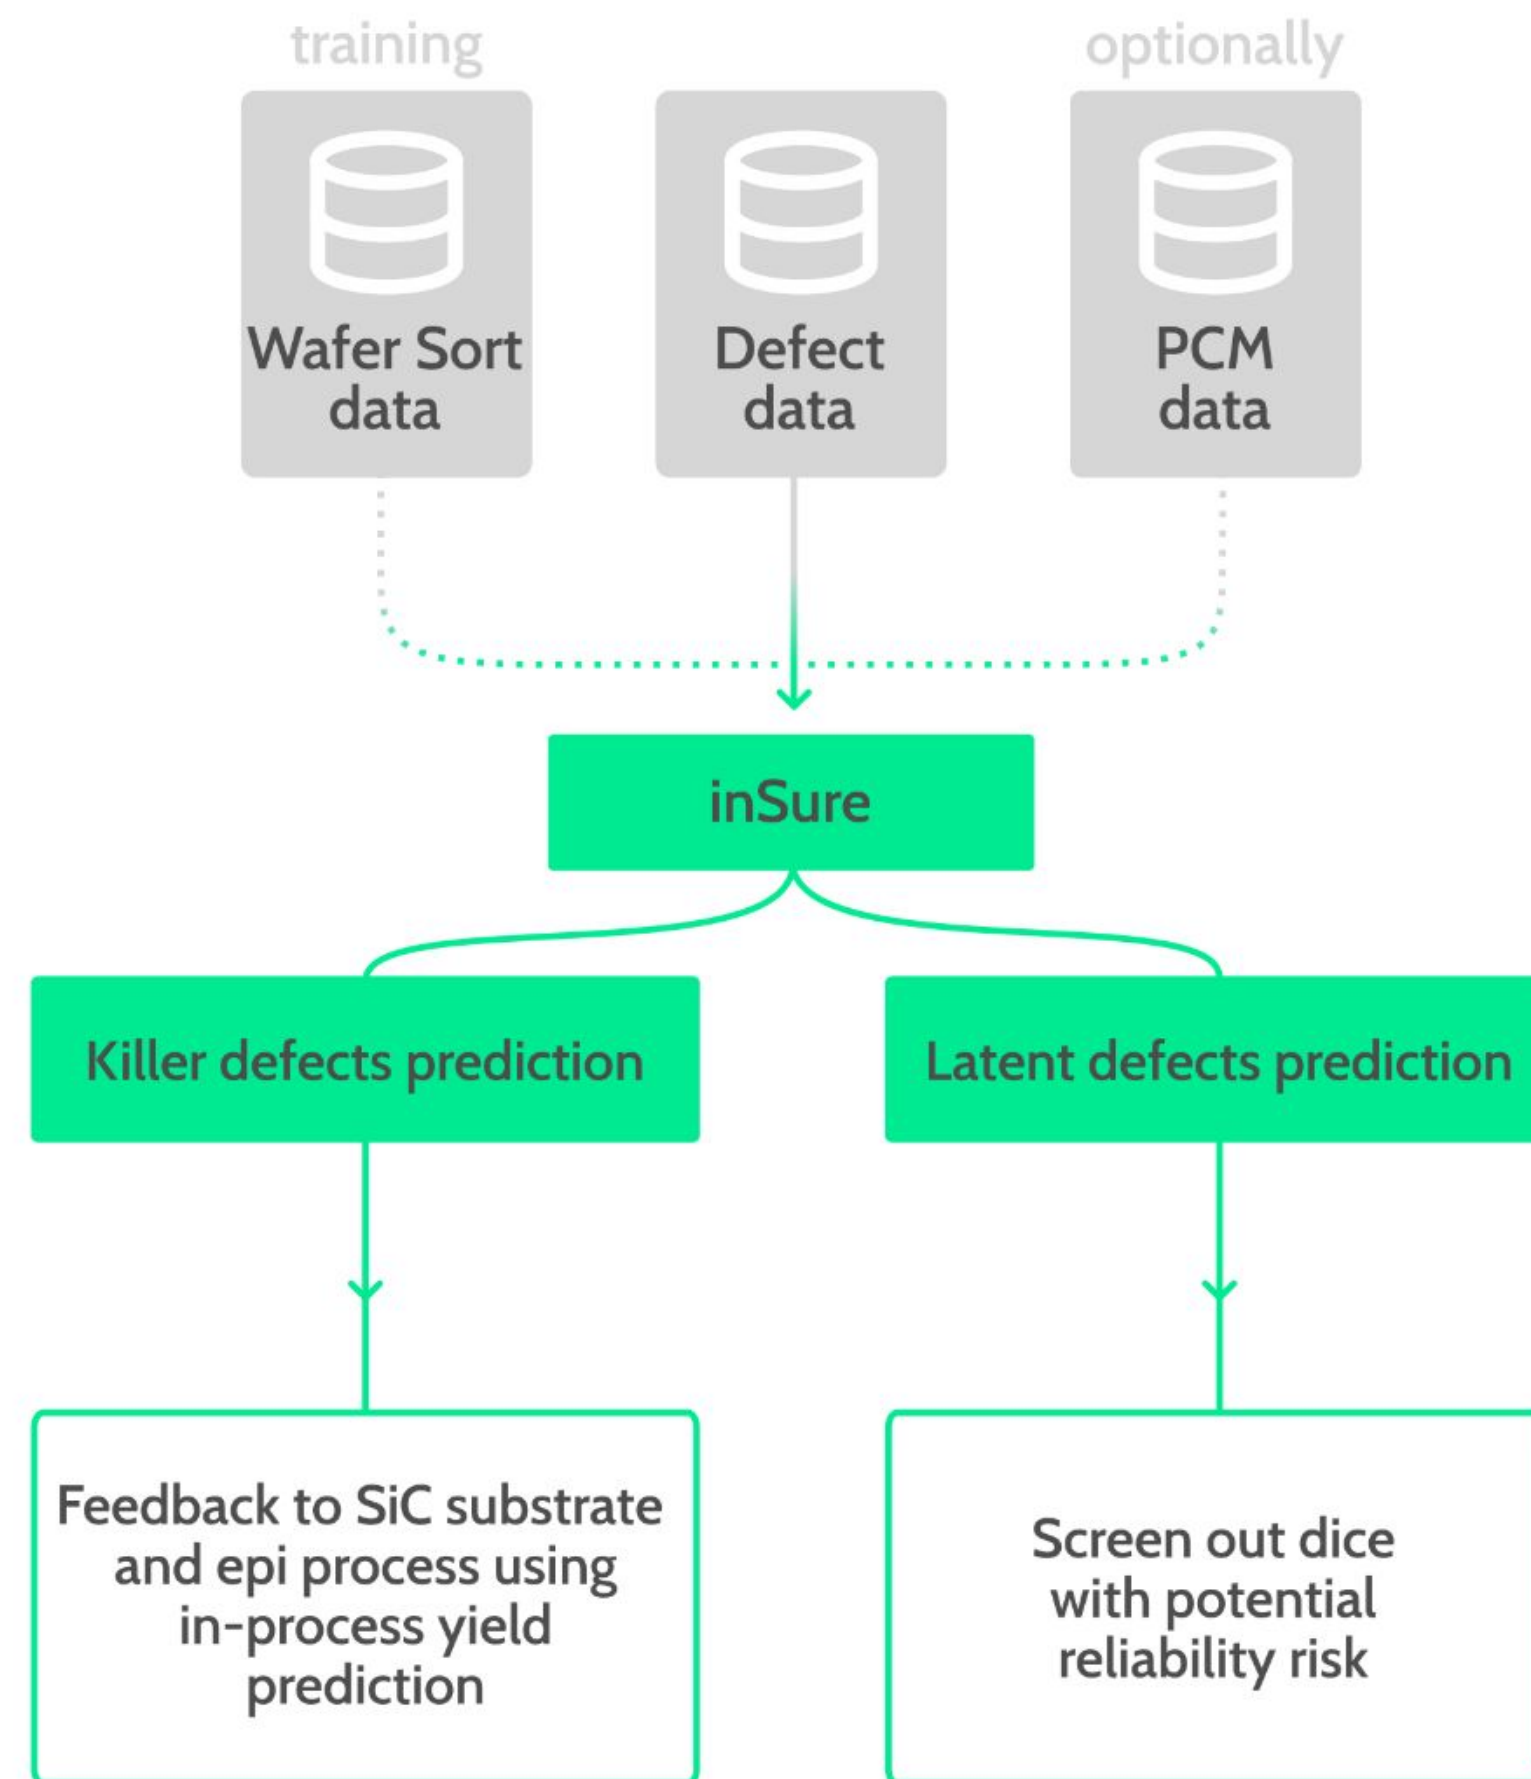 training
optionally
Wafer Sort
data
Defect
data
PCM
data
inSure
Killer defects prediction
Latent defects prediction
Feedback to SiC substrate
and epi process using
in-process yield
prediction
Screen out dice
with potential
reliability risk